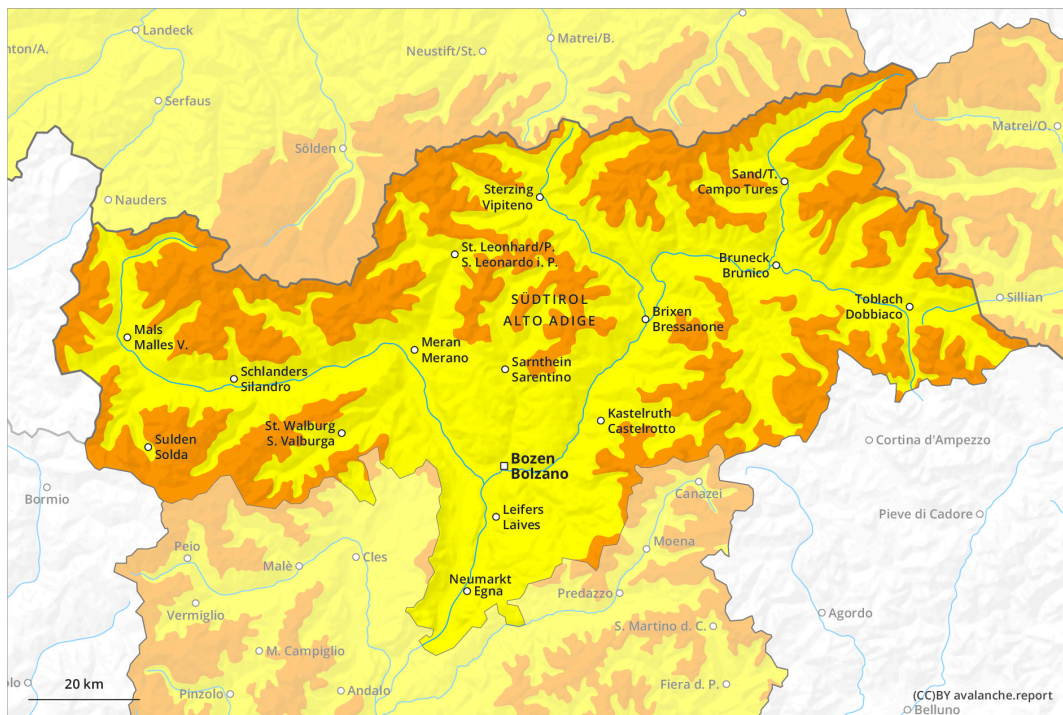 Landeck
nton/A.
Matrei/B.
Neustift/St.
Serfaus
Sölden
Matrei/O.
Nauders
Sand/T.
Campo Tures
Sterzing
Vipiteno
St. Leonhard/P.
S. Leonardo i. P.
Bruneck
Brunico
SÜDTIROL
ALTO ADIGE
Toblach
Dobbiaco
Sillian
Brixen
Bressanone
Mals
Malles V.
Meran
Merano
Schlanders
Silandro
Sarnthein
Sarentino
St. Walburg
S. Valburga
Kastelruth
Castelrotto
Sulden
Solda
Cortina d'Ampezzo
Bozen
Bolzano
Bormio
Canazei
Leifers
Laives
Pieve di Cadore
Moena
Peio
Cles
Malè
Neumarkt
Egna
Predazzo
Vermiglio
Agordo
S. Martino d. C.
M. Campiglio
olo
20 km
Pinzolo
Andalo
Fiera d. P.
(CC)BY avalanche.report
Belluno